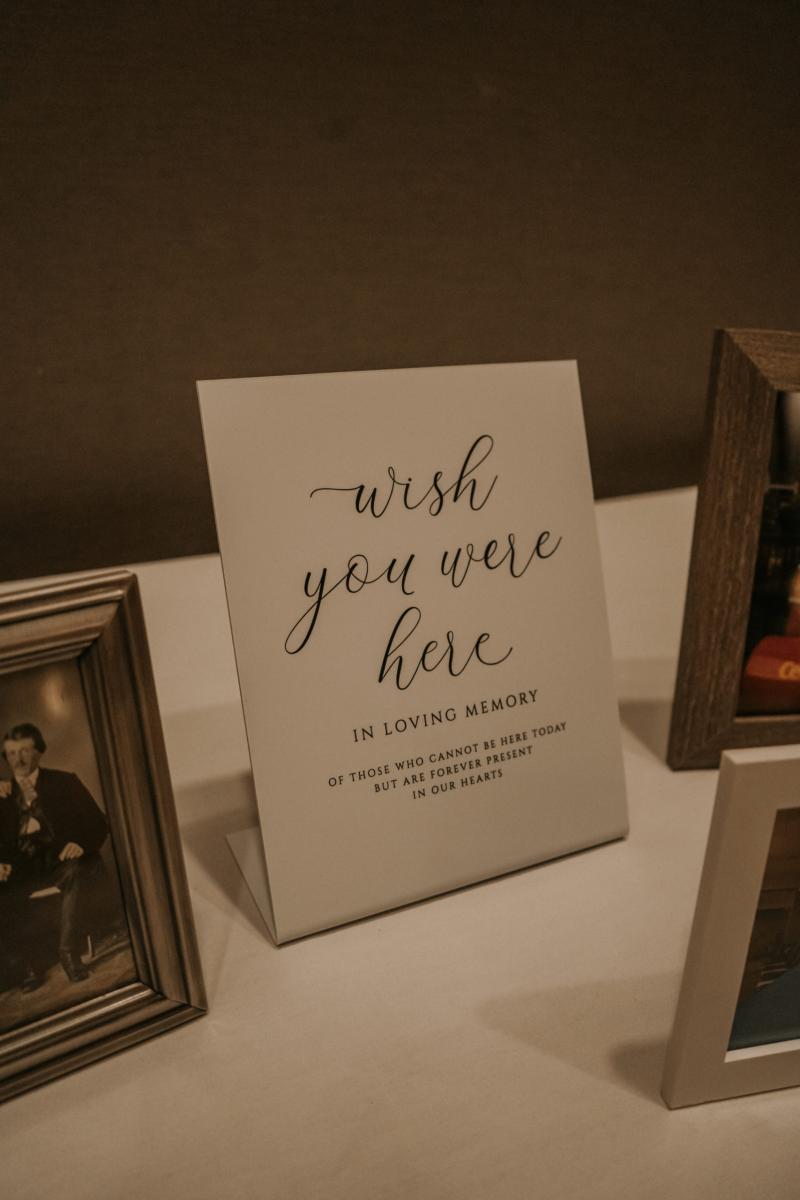 wish
you were
here
IN LOVING MEMORY
OF THOSE WHO CANNOT BE HERE TODAY
BUT ARE FOREVER PRESENT
IN OUR HEARTS